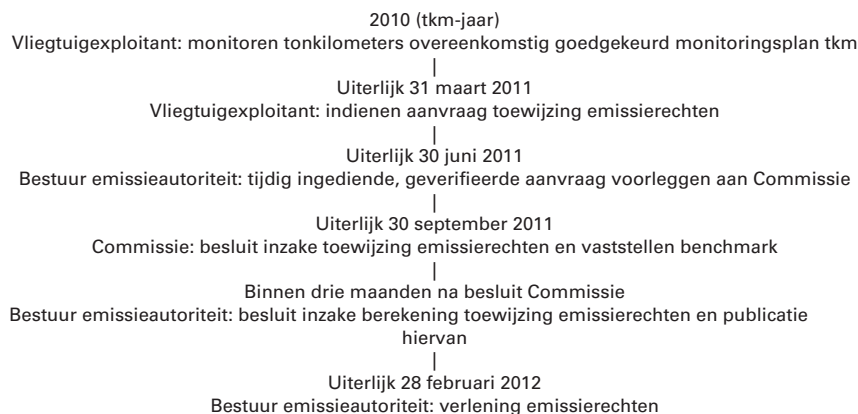 2010 (tkm-jaar)
Vliegtuigexploitant: monitoren tonkilometers overeenkomstig goedgekeurd monitoringsplan tkm
|
Uiterlijk 31 maart 2011
Vliegtuigexploitant: indienen aanvraag toewijzing emissierechten
|
Uiterlijk 30 juni 2011
Bestuur emissieautoriteit: tijdig ingediende, geverifieerde aanvraag voorleggen aan Commissie
|
Uiterlijk 30 september 2011
Commissie: besluit inzake toewijzing emissierechten en vaststellen benchmark
|
Binnen drie maanden na besluit Commissie
Bestuur emissieautoriteit: besluit inzake berekening toewijzing emissierechten en publicatie
hiervan
|
Uiterlijk 28 februari 2012
Bestuur emissieautoriteit: verlening emissierechten